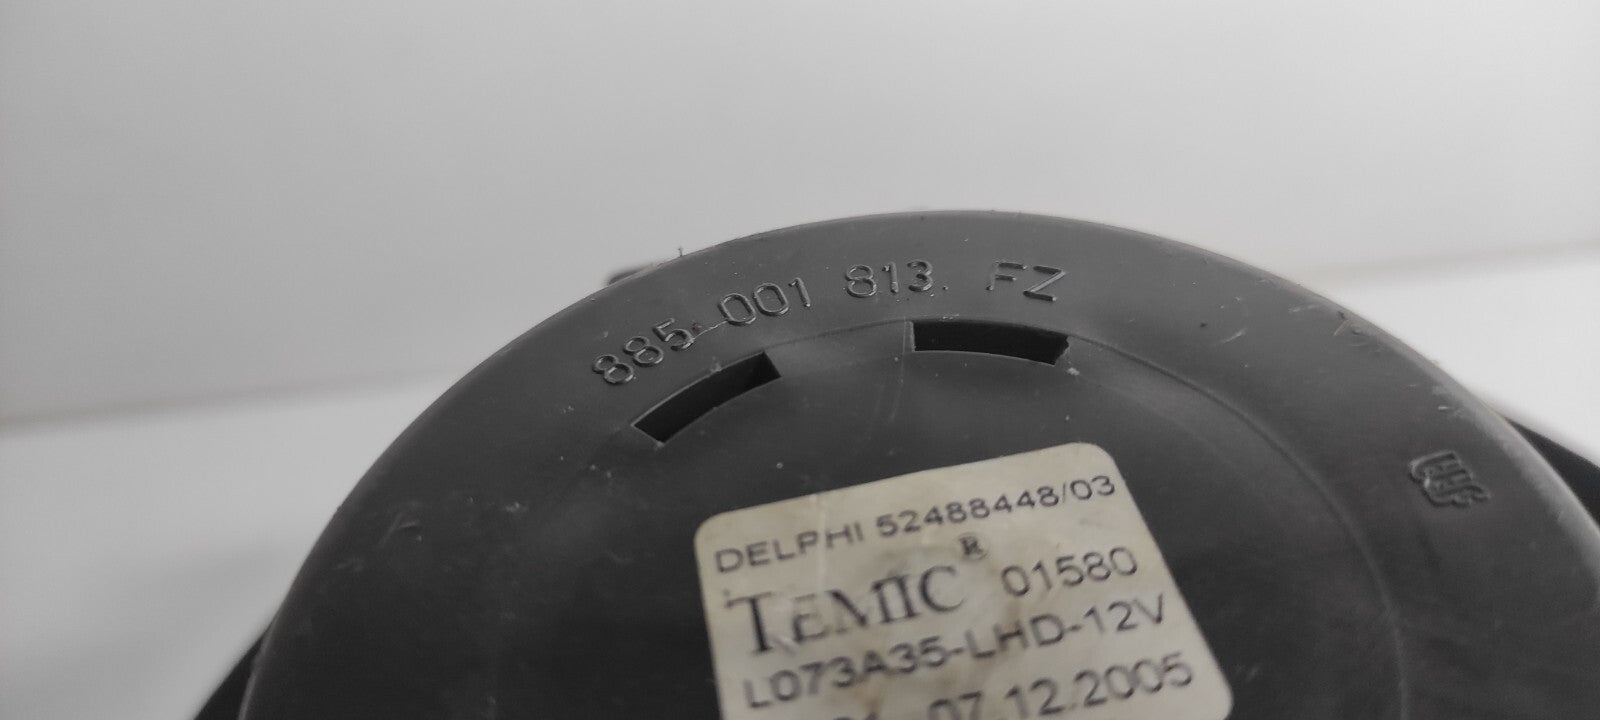 885 001 813 FZ
DELPHI 52488448/03
TEMIC® 01580
L073A35-LHD-12V
07.12.2005